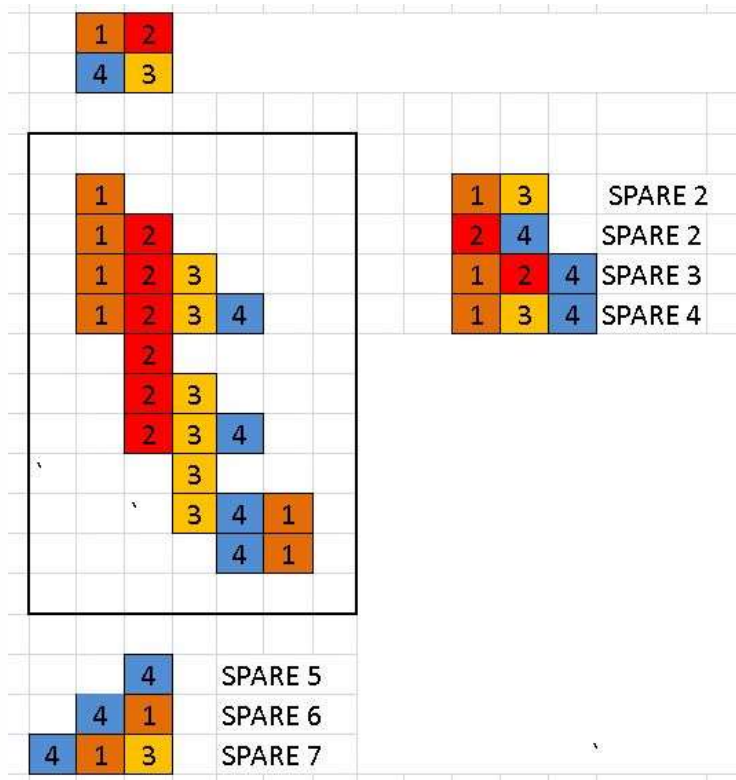 1 2
4 3
1
1 2
1 2 3
1 2 3 4
2
2 3
2 3 4
3
3 4 1
4 1
1 3 SPARE 2
2 4 SPARE 2
1 2 4 SPARE 3
1 3 4 SPARE 4
4 SPARE 5
4 1 SPARE 6
4 1 3 SPARE 7